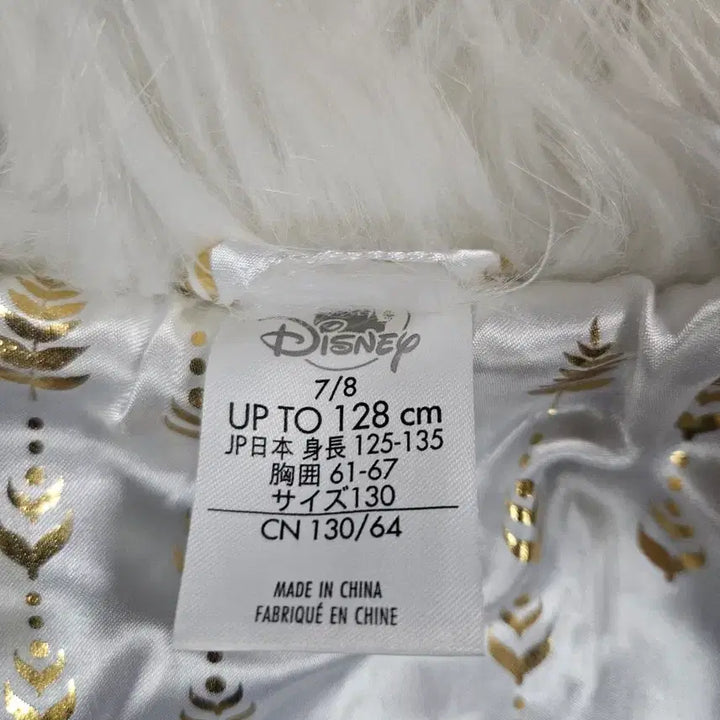 Disney
7/8
UP TO 128 cm
JP日本 身長 125-135
胸囲 61-67
サイズ130
CN 130/64
MADE IN CHINA
FABRIQUÉ EN CHINE